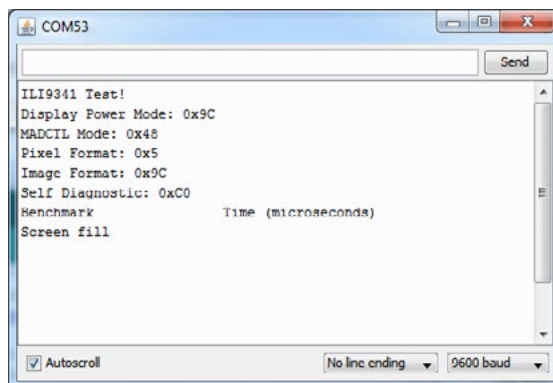 COM53
Send
ILI9341 Test!
Display Power Mode: 0x9C
MADCTL Mode: 0x48
Pixel Format: 0x5
Image Format: 0x9C
Self Diagnostic: 0xC0
Benchmark Time (microseconds)
Screen fill
Autoscroll No line ending 9600 baud